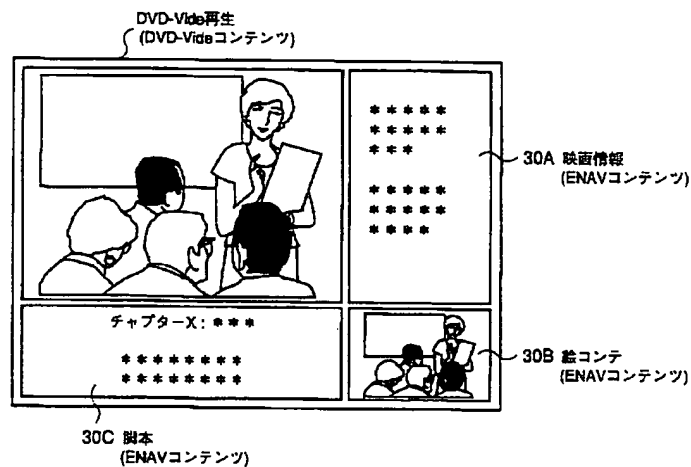 DVD-Vide再生
(DVD-Videコンテンツ)
* * * * *
* * * * *
* * *
* * * * *
* * * * *
* * * *
30A 映画情報
(ENAVコンテンツ)
チャプターX: * * *
* * * * * * * *
* * * * * * * *
30B 絵コンテ
(ENAVコンテンツ)
30C 脚本
(ENAVコンテンツ)